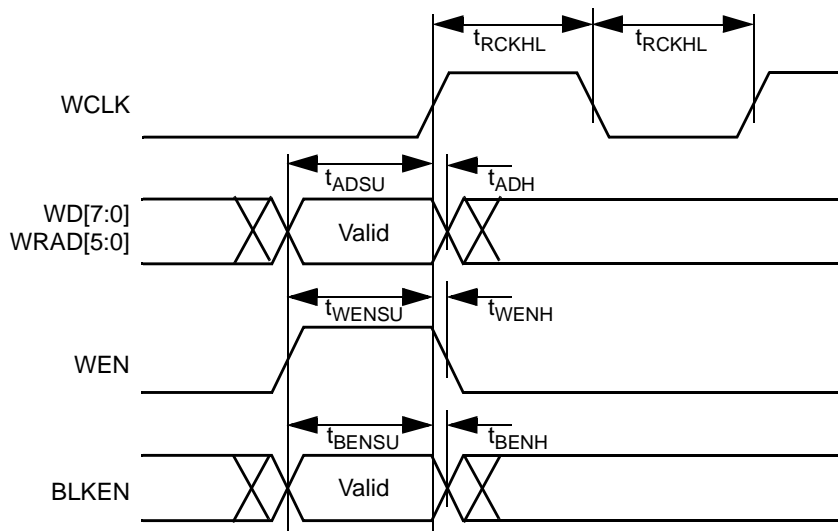 tRCKHL tRCKHL
WCLK
tADSU tADH
WD[7:0]
WRAD[5:0]
Valid
tWENSU tWENH
WEN
tBENSU tBENH
BLKEN
Valid